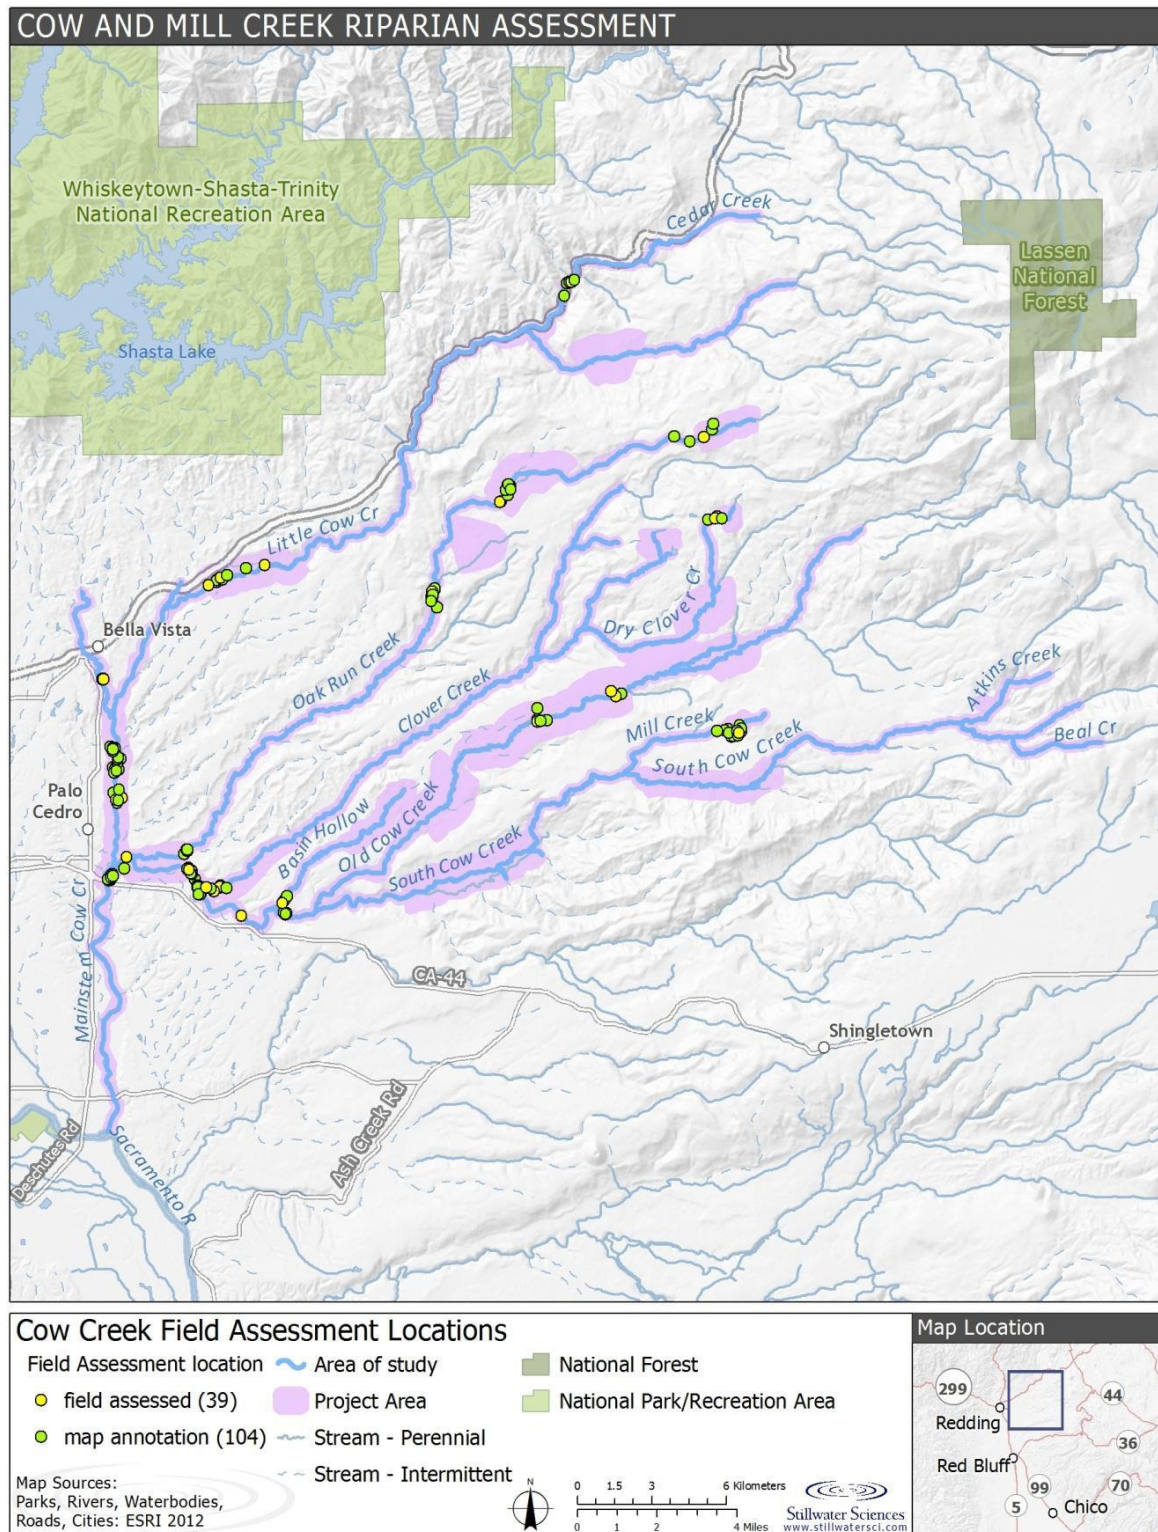 COW AND MILL CREEK RIPARIAN ASSESSMENT
Whiskeytown-Shasta-Trinity
National Recreation Area
Cedar Creek
Lassen
National
Forest
Shasta Lake
Little Cow Cr
Dry Clover Cr
Bella Vista
Oak Run Creek
Clover Creek
Atkins Creek
Mill Creek
Beal Cr
South Cow Creek
Palo
Cedro
Basin Hollow
Old Cow Creek
South Cow Creek
Mainstem Cow Cr
CA-44
Shingletown
Ash Creek Rd
Deschutes Rd
Sacramento R
Cow Creek Field Assessment Locations
Field Assessment location
field assessed (39)
map annotation (104)
Area of study
Project Area
Stream - Perennial
Stream - Intermittent
National Forest
National Park/Recreation Area
Map Sources:
Parks, Rivers, Waterbodies,
Roads, Cities: ESRI 2012
N
0 1.5 3 6 Kilometers
0 1 2 4 Miles
Stillwater Sciences
www.stillwatersci.com
Map Location
299
44
Redding
36
Red Bluff
99
70
5
Chico